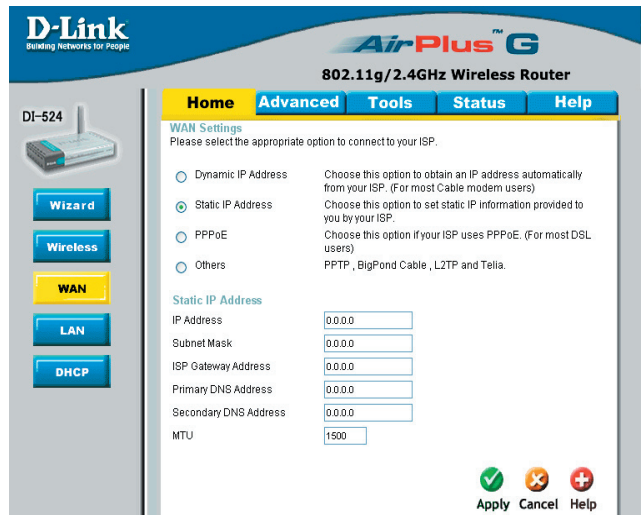 D-Link
Building Networks for People
AirPlus G™
802.11g/2.4GHz Wireless Router
DI-524
Home Advanced Tools Status Help
WAN Settings
Please select the appropriate option to connect to your ISP.
Dynamic IP Address Choose this option to obtain an IP address automatically
from your ISP. (For most Cable modem users)
Static IP Address Choose this option to set static IP information provided to
you by your ISP.
PPPoE Choose this option if your ISP uses PPPoE. (For most DSL
users)
Others PPTP , BigPond Cable , L2TP and Telia.
Wizard
Wireless
WAN
LAN
DHCP
Static IP Address
IP Address 0.0.0.0
Subnet Mask 0.0.0.0
ISP Gateway Address 0.0.0.0
Primary DNS Address 0.0.0.0
Secondary DNS Address 0.0.0.0
MTU 1500
Apply Cancel Help